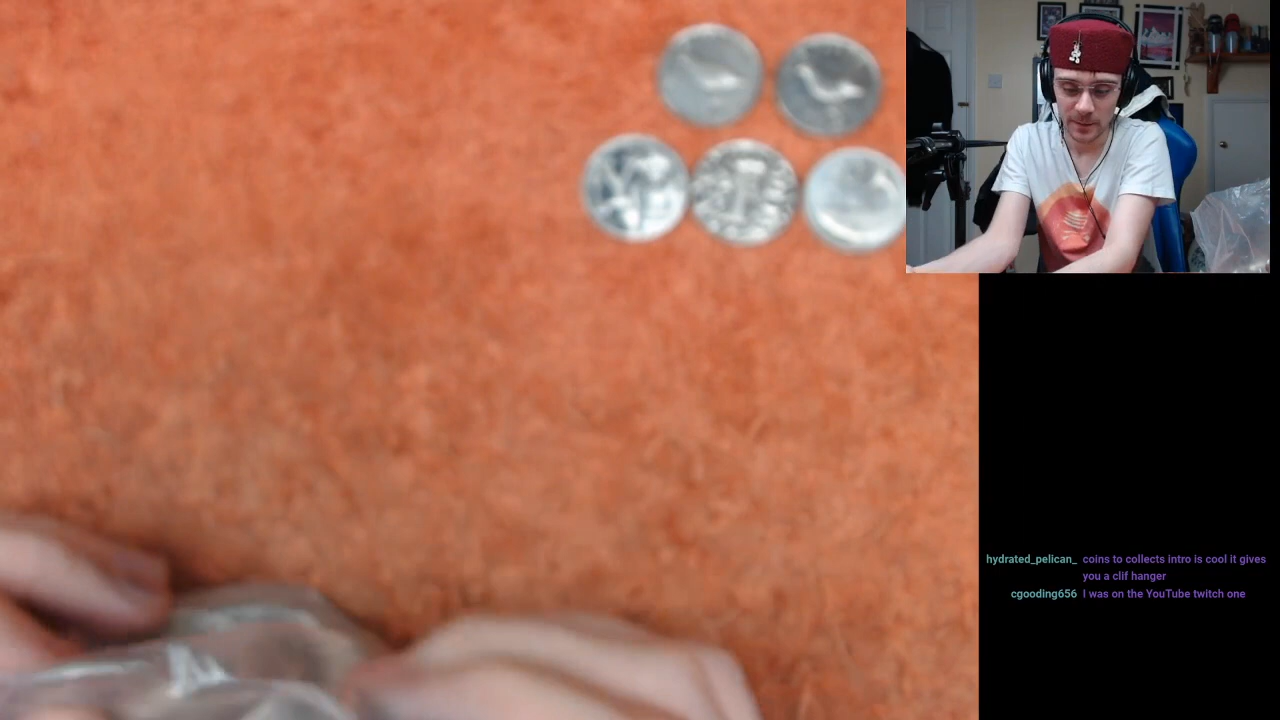 hydrated_pelican_ coins to collects intro is cool it gives
you a clif hanger
cgooding656 I was on the YouTube twitch one